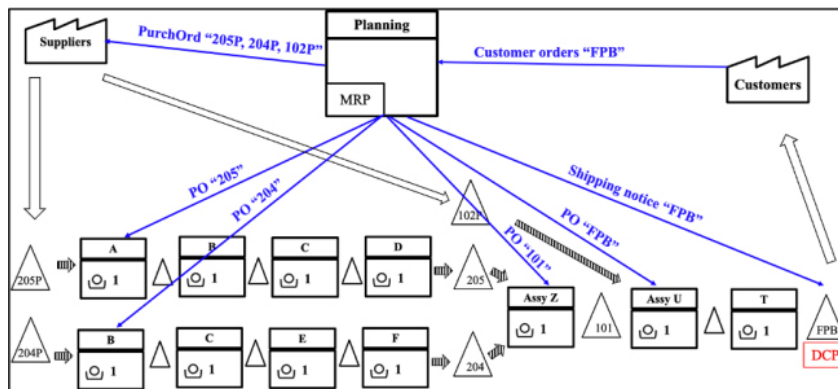 Planning
Suppliers
PurchOrd “205P, 204P, 102P”
Customer orders “FPB”
Customers
MRP
PO “205”
PO “204”
Shipping notice “FPB”
PO “FPB”
PO “101”
102P
A
B
C
D
205P
1
1
1
1
205
Assy Z
Assy U
T
1
101
1
1
FPB
B
C
E
F
204P
1
1
1
1
204
DCP